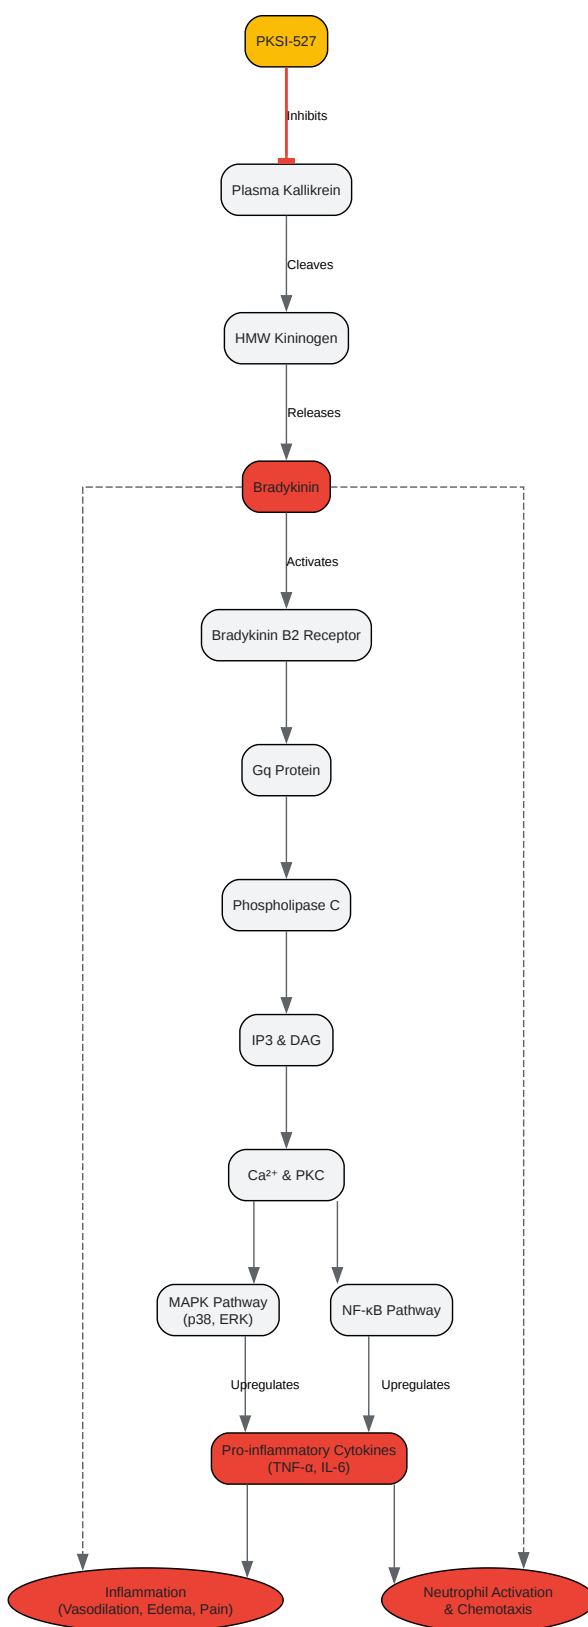 PKSI-527
Inhibits
Plasma Kallikrein
Cleaves
HMW Kininogen
Releases
Bradykinin
Activates
Bradykinin B2 Receptor
Gq Protein
Phospholipase C
IP3 & DAG
Ca²⁺ & PKC
MAPK Pathway
(p38, ERK)
NF-κB Pathway
Upregulates
Upregulates
Pro-inflammatory Cytokines
(TNF-α, IL-6)
Inflammation
(Vasodilation, Edema, Pain)
Neutrophil Activation
& Chemotaxis